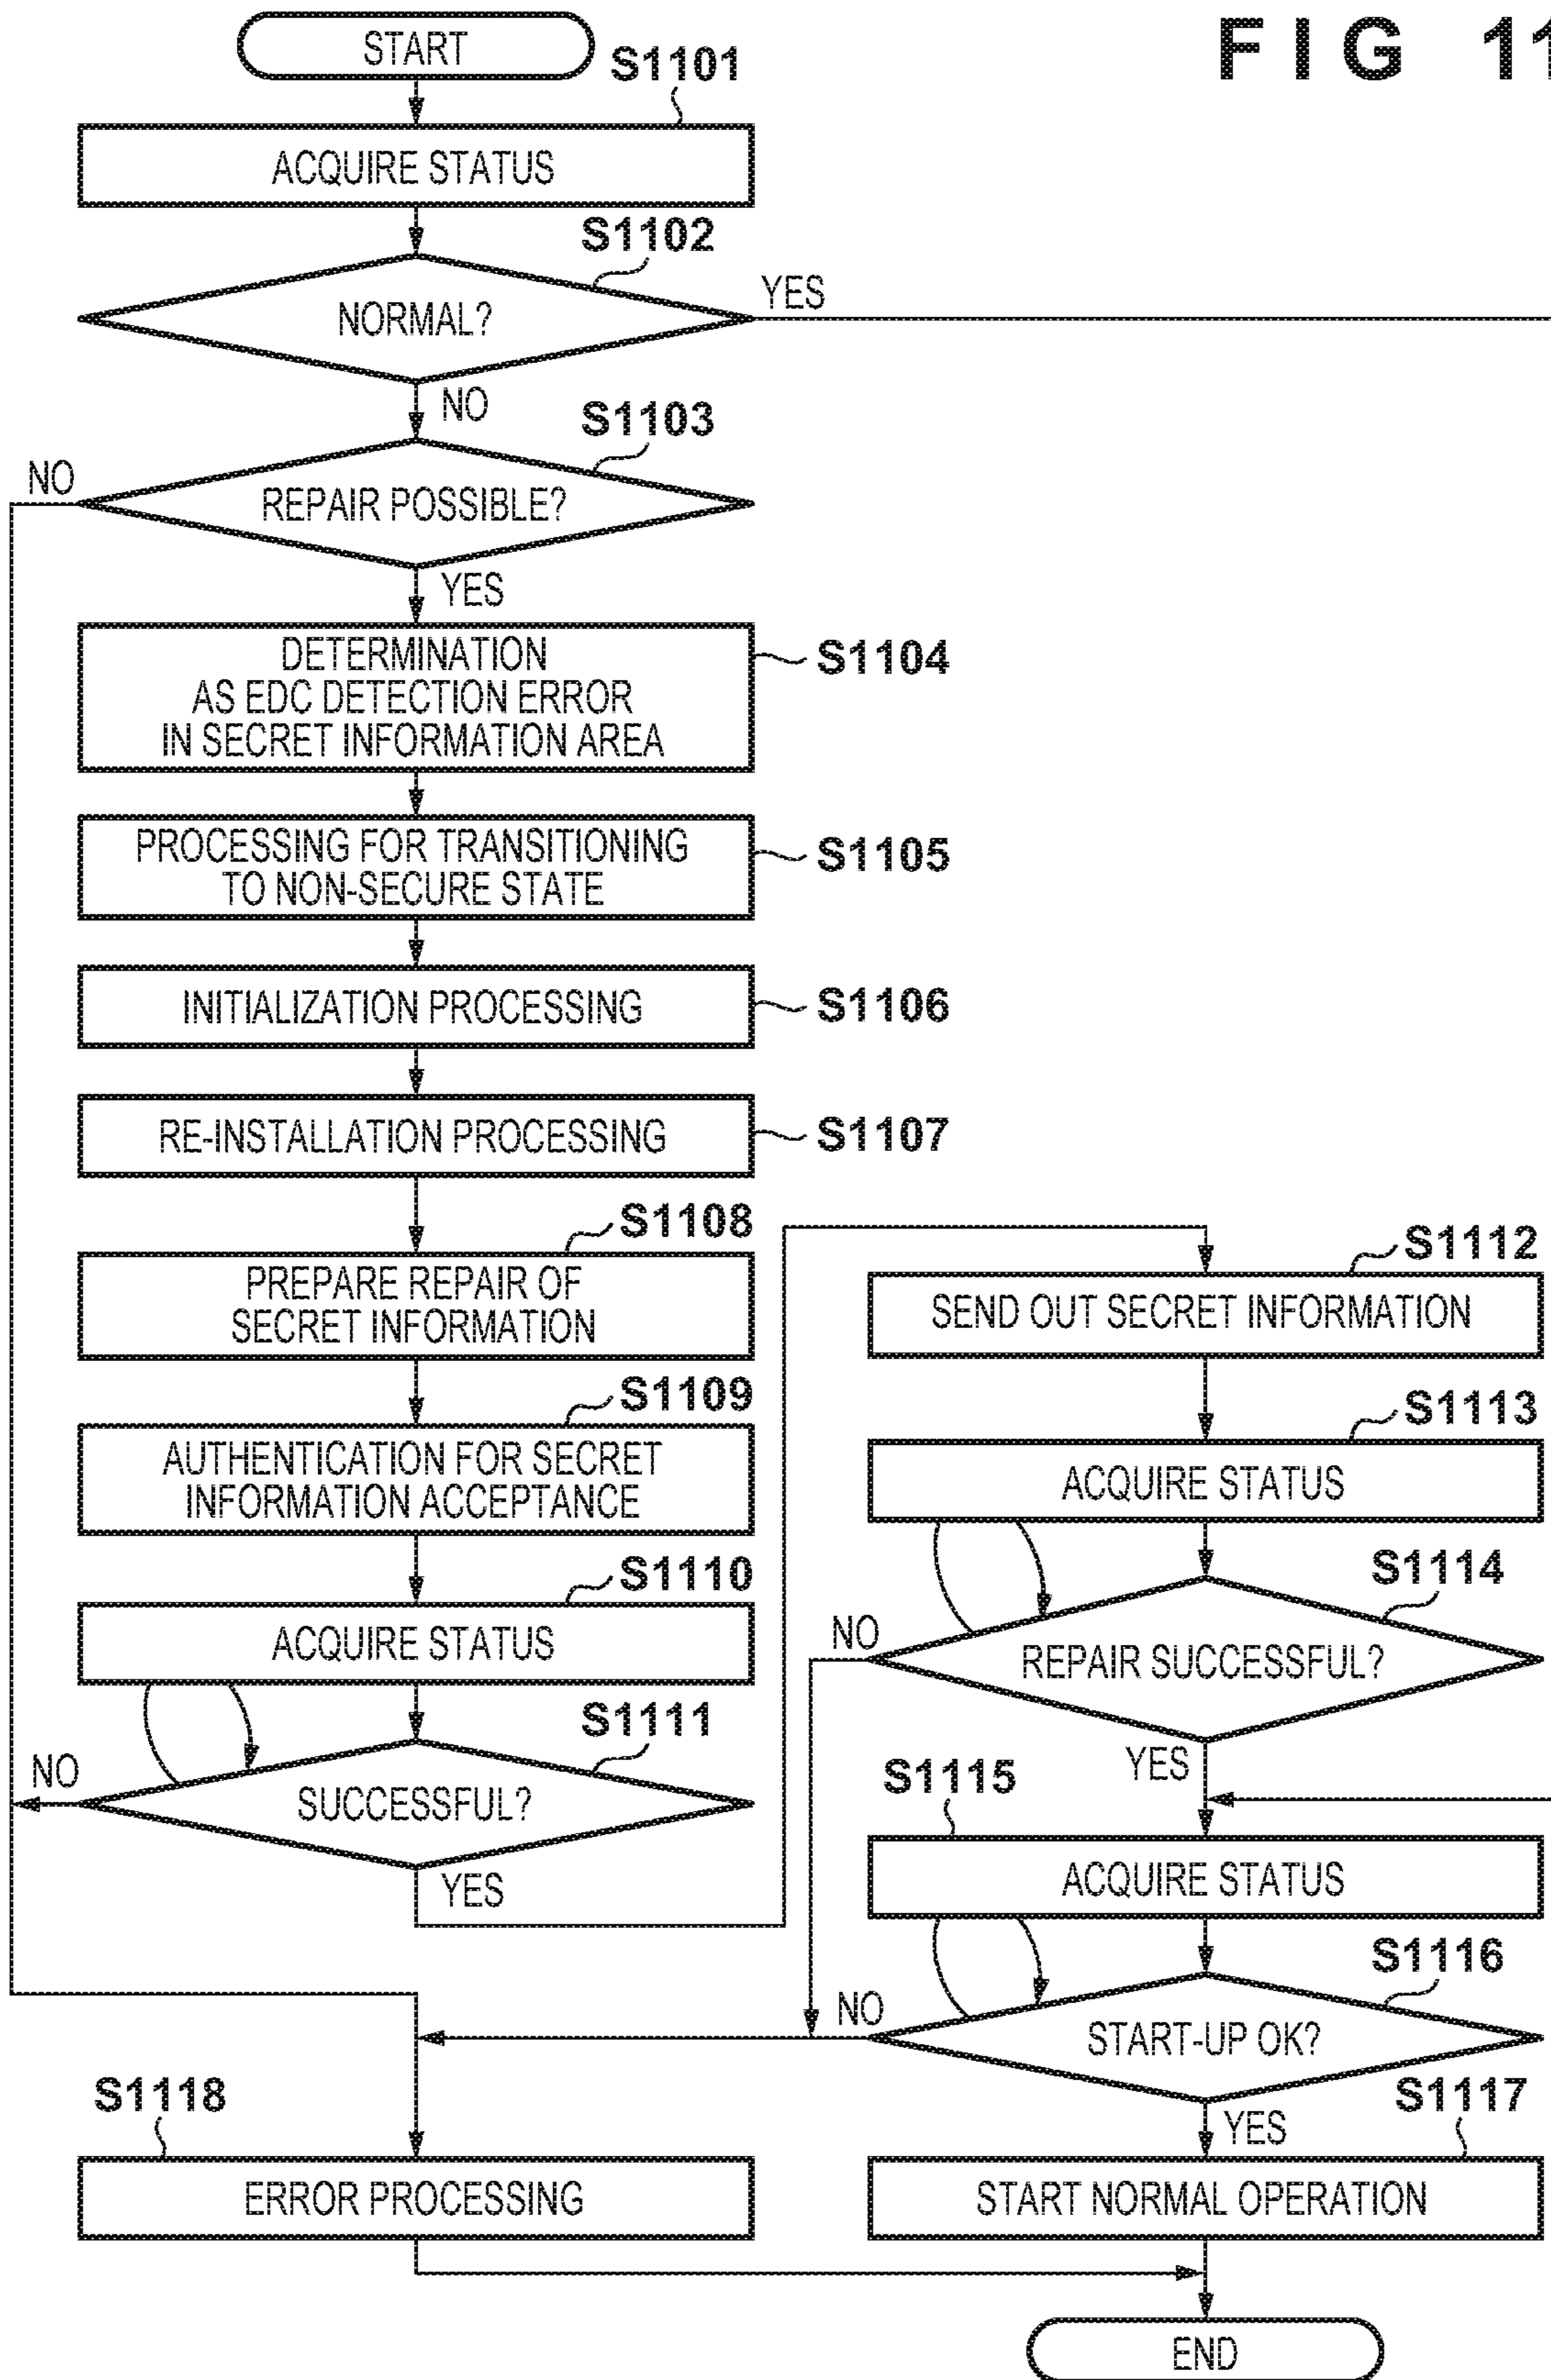 FIG 11
START
S1101
ACQUIRE STATUS
S1102
NORMAL?
YES
NO
S1103
REPAIR POSSIBLE?
NO
YES
DETERMINATION
AS EDC DETECTION ERROR
IN SECRET INFORMATION AREA
S1104
PROCESSING FOR TRANSITIONING
TO NON-SECURE STATE
S1105
INITIALIZATION PROCESSING
S1106
RE-INSTALLATION PROCESSING
S1107
S1108
PREPARE REPAIR OF
SECRET INFORMATION
S1109
AUTHENTICATION FOR SECRET
INFORMATION ACCEPTANCE
S1110
ACQUIRE STATUS
S1111
SUCCESSFUL?
NO
YES
S1112
SEND OUT SECRET INFORMATION
S1113
ACQUIRE STATUS
S1114
REPAIR SUCCESSFUL?
NO
YES
S1115
ACQUIRE STATUS
S1116
START-UP OK?
NO
YES
S1117
START NORMAL OPERATION
S1118
ERROR PROCESSING
END